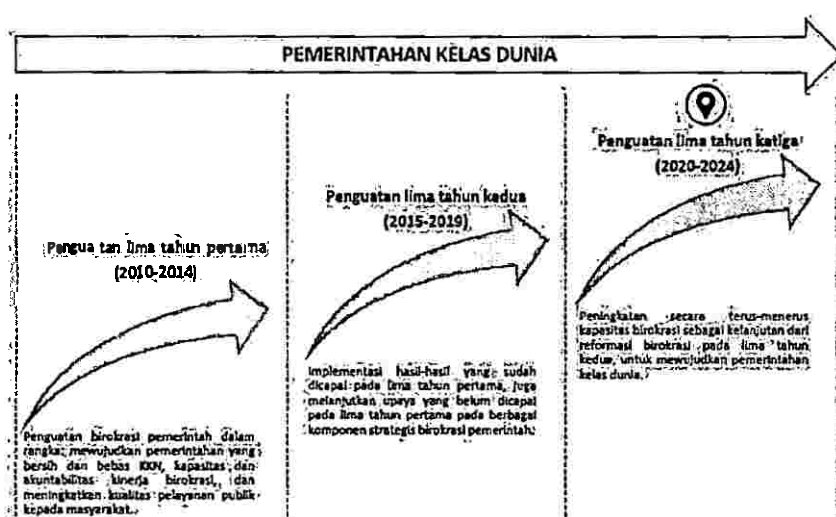 PEMERINTAHAN KELAS DUNIA
Penguatan lima tahun ketiga
(2020-2024)
Penguatan lima tahun kedua
(2015-2019)
Pengua tan lima tahun pertama
(2010-2014)
Peningkatan secara terus-menerus
kapasitas birokrasi sebagai kelanjutan dari
reformasi birokrasi pada lima tahun
kedua, untuk mewujudkan pemerintahan
kelas dunia.
Implementasi hasil-hasil yang sudah
dicapai pada lima tahun pertama, juga
melanjutkan upaya yang belum dicapai
pada lima tahun pertama pada berbagai
komponen strategis birokrasi pemerintah.
Penguatan birokrasi pemerintah dalam
rangka mewujudkan pemerintahan yang
bersih dan bebas KKN, kapasitas dan
akuntabilitas kinerja birokrasi, dan
meningkatkan kualitas pelayanan publik
kepada masyarakat.